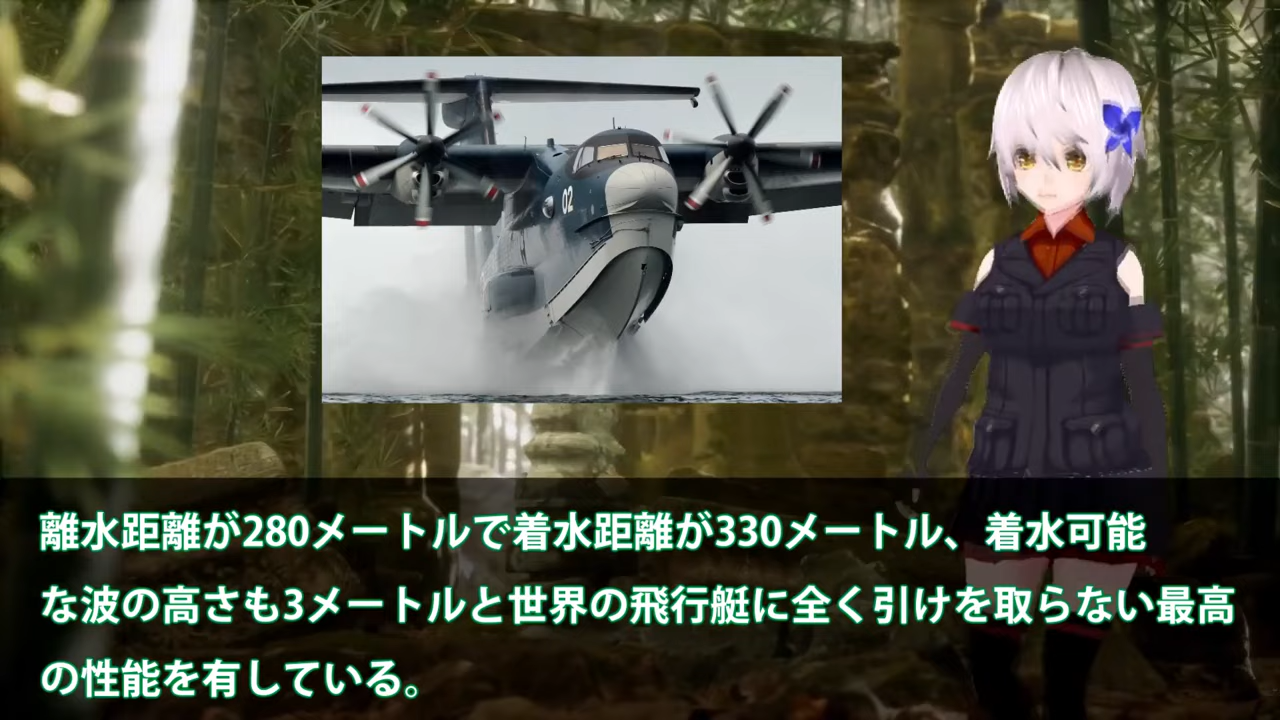 02
離水距離が280メートルで着水距離が330メートル、着水可能
な波の高さも3メートルと世界の飛行艇に全く引けを取らない最高
の性能を有している。